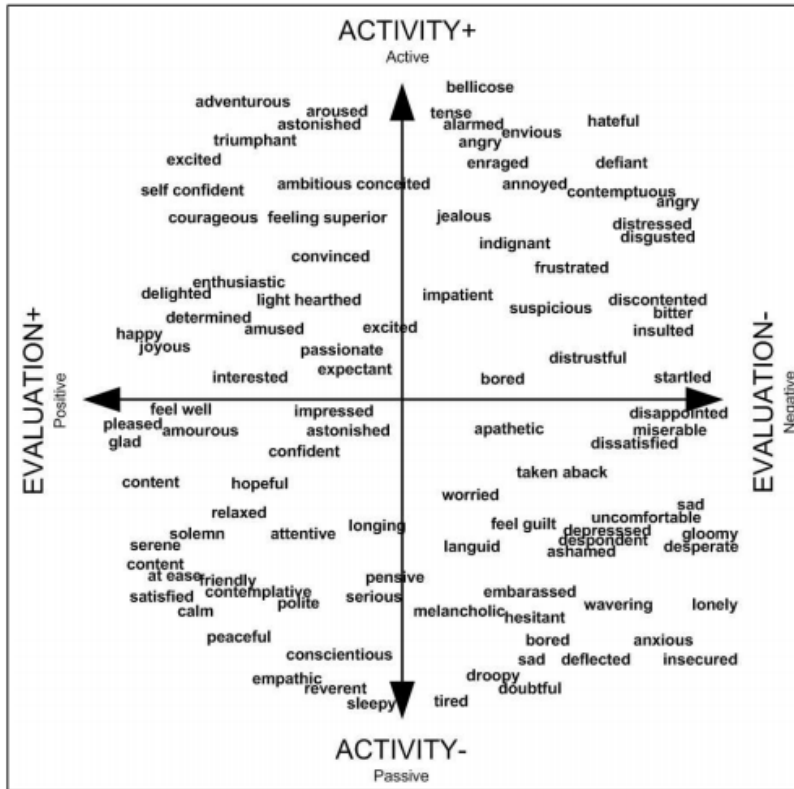 ACTIVITY+
Active
bellicose
adventurous
aroused
tense
astonished
alarmed
hateful
envious
triumphant
angry
excited
enraged
defiant
self confident
ambitious conceited
annoyed
contemptuous
angry
courageous
feeling superior
jealous
distressed
disgusted
indignant
convinced
frustrated
enthusiastic
delighted
light hearthed
impatient
discontented
suspicious
bitter
determined
happy
amused
excited
insulted
joyous
passionate
distrustful
expectant
interested
bored
startled
EVALUATION+
Positive
EVALUATION-
Negative
feel well
impressed
disappointed
pleased
amourous
astonished
apathetic
miserable
glad
dissatisfied
confident
taken aback
content
hopeful
worried
sad
relaxed
uncomfortable
longing
feel guilt
solemn
attentive
depresssed
gloomy
serene
languid
despondent
desperate
ashamed
content
at ease
friendly
pensive
satisfied
contemplative
serious
embarassed
calm
polite
melancholic
wavering
lonely
hesitant
peaceful
bored
anxious
conscientious
sad
deflected
insecured
empathic
droopy
reverent
doubtful
sleepy
tired
ACTIVITY-
Passive